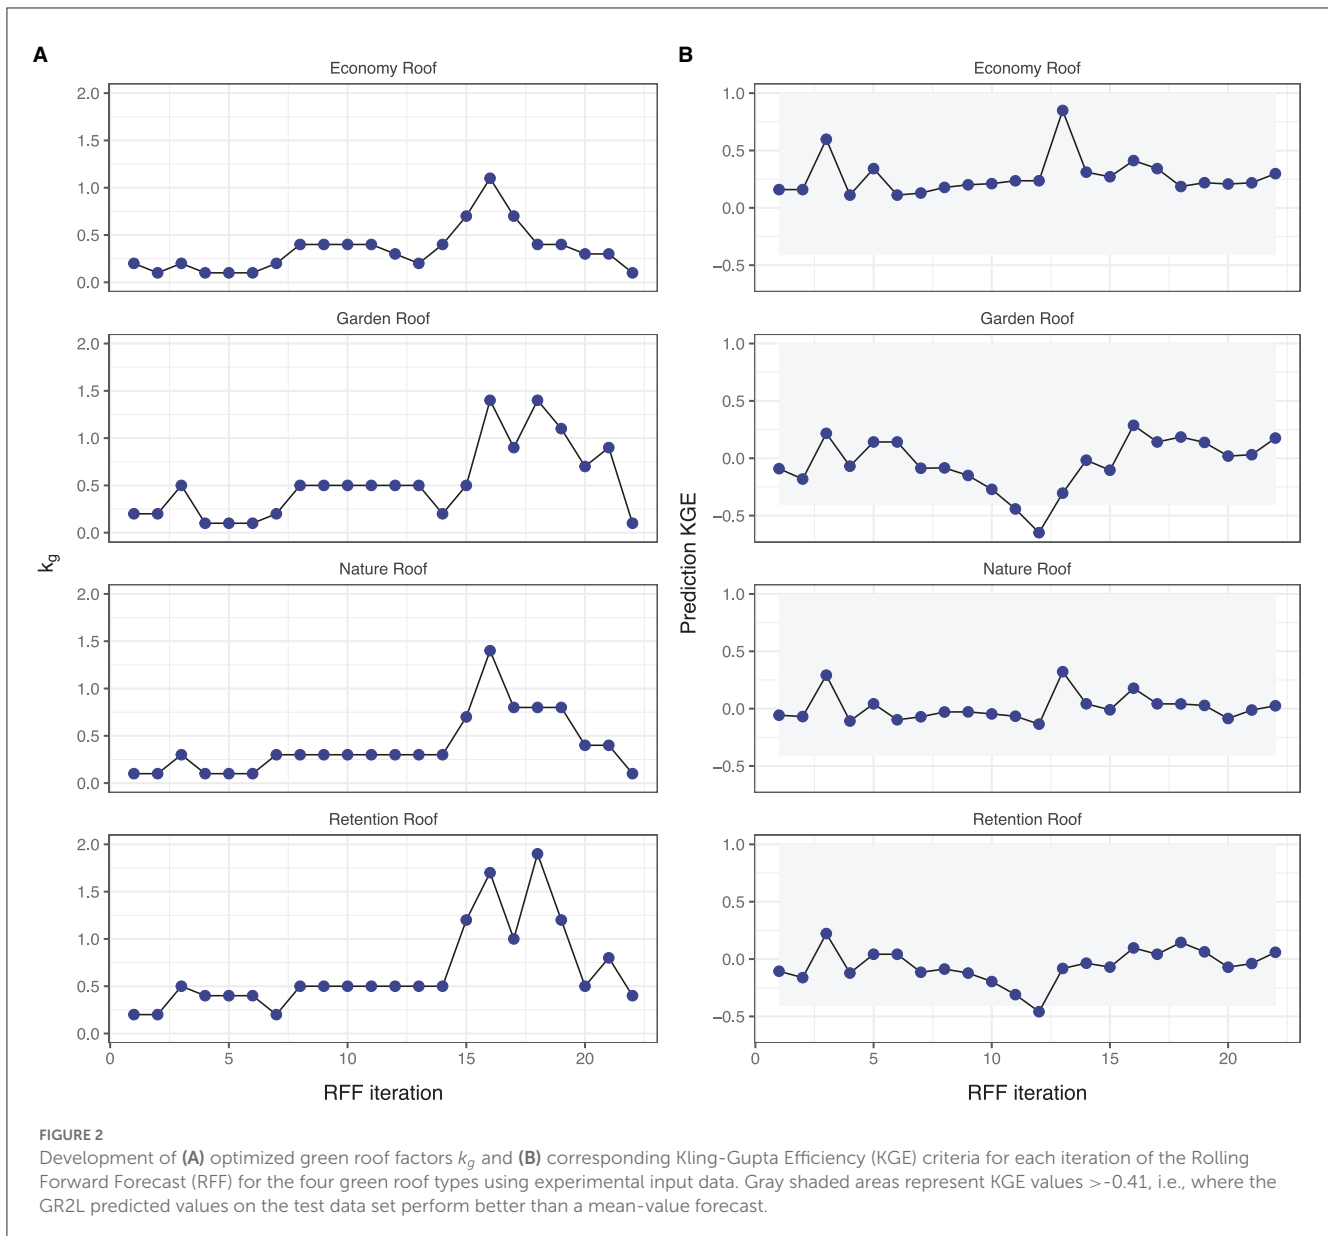 A
Economy Roof
2.0
1.5
1.0
0.5
0.0
Garden Roof
2.0
1.5
1.0
0.5
0.0
Nature Roof
2.0
1.5
1.0
0.5
0.0
Retention Roof
2.0
1.5
1.0
0.5
0.0
0 5 10 15 20
kg
RFF iteration
B
Economy Roof
1.0
0.5
0.0
−0.5
Garden Roof
1.0
0.5
0.0
−0.5
Nature Roof
1.0
0.5
0.0
−0.5
Retention Roof
1.0
0.5
0.0
−0.5
0 5 10 15 20
Prediction KGE
RFF iteration
FIGURE 2
Development of (A) optimized green roof factors kg and (B) corresponding Kling-Gupta Efficiency (KGE) criteria for each iteration of the Rolling
Forward Forecast (RFF) for the four green roof types using experimental input data. Gray shaded areas represent KGE values >-0.41, i.e., where the
GR2L predicted values on the test data set perform better than a mean-value forecast.